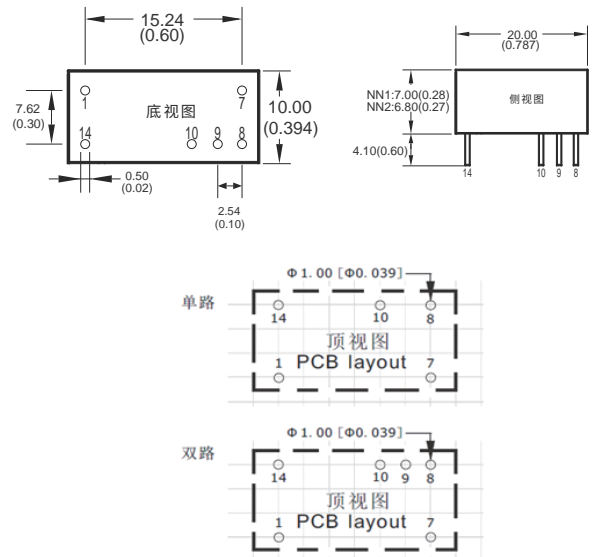 15.24
(0.60)
1
底视图
7
7.62
(0.30)
14
10
9
8
10.00
(0.394)
0.50
(0.02)
2.54
(0.10)
20.00
(0.787)
NN1:7.00(0.28)
NN2:6.80(0.27)
侧视图
4.10(0.60)
14
10
9
8
Φ1.00 [Φ0.039]
单路
14
10
8
顶视图
1
PCB layout
7
Φ1.00 [Φ0.039]
双路
14
10
9
8
顶视图
1
PCB layout
7